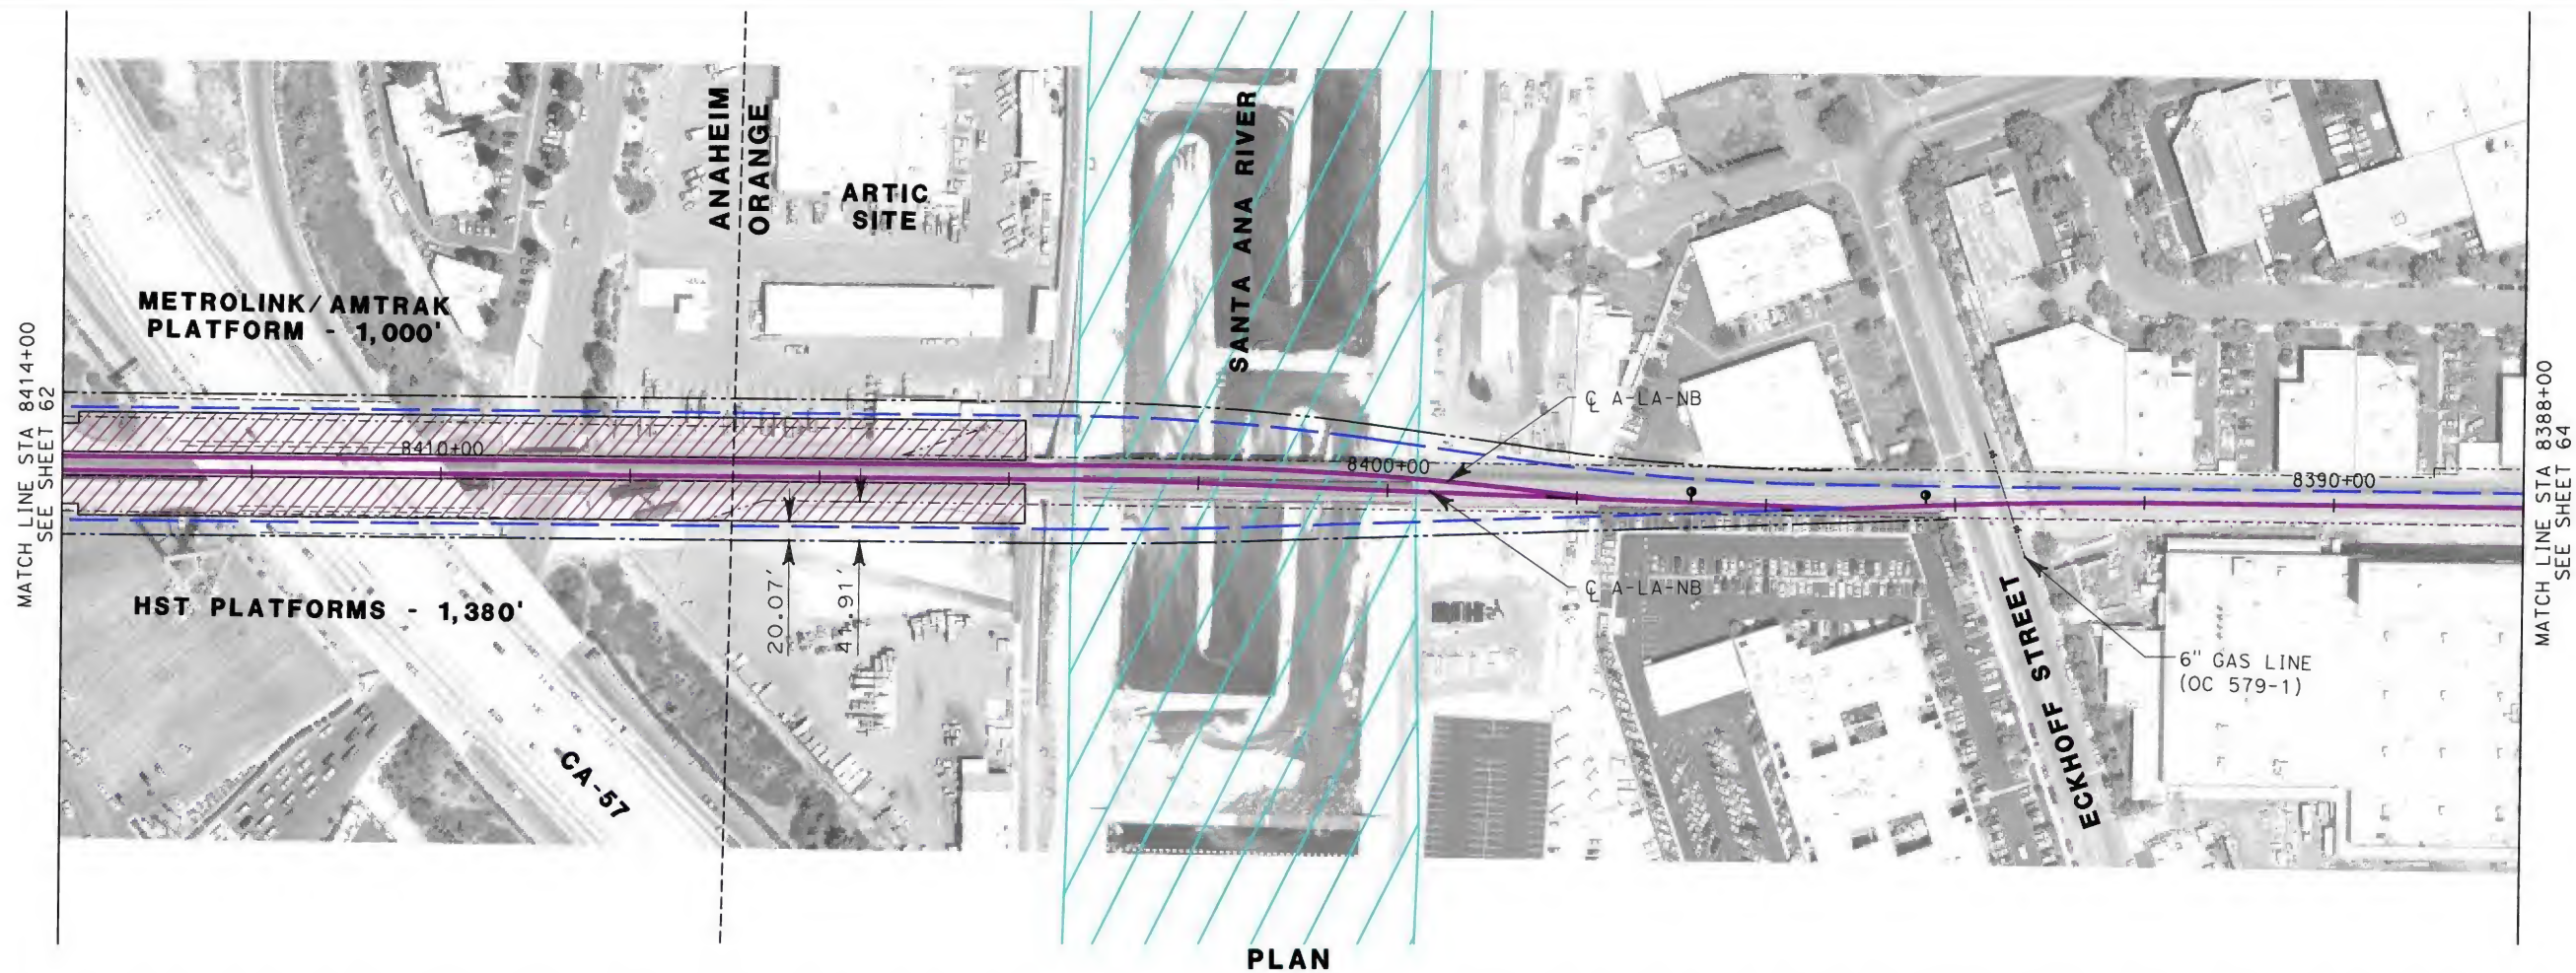 MATCH LINE STA 8414+00
SEE SHEET 62
METROLINK/AMTRAK
PLATFORM - 1,000'
ANAHEIM
ORANGE
ARTIC
SITE
SANTA ANA RIVER
8410+00
8400+00
8390+00
℄ A-LA-NB
℄ A-LA-NB
HST PLATFORMS - 1,380'
20.07'
41.91'
CA-57
ECKHOFF STREET
6" GAS LINE
(OC 579-1)
MATCH LINE STA 8388+00
SEE SHEET 64
PLAN